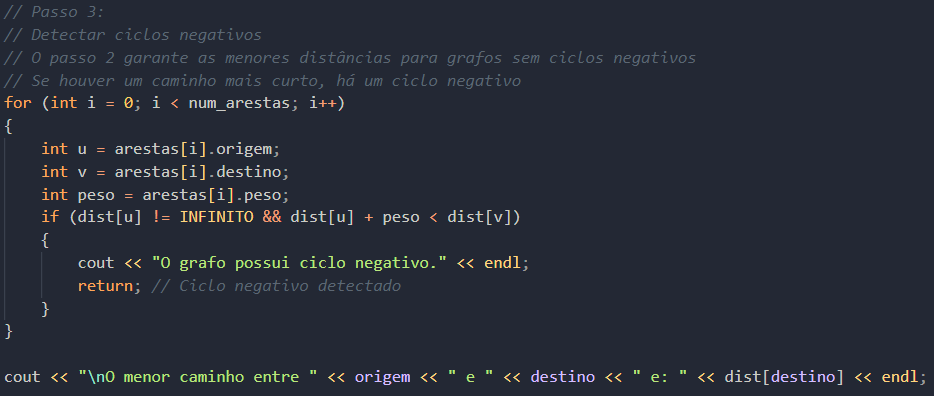 // Passo 3:
// Detectar ciclos negativos
// O passo 2 garante as menores distâncias para grafos sem ciclos negativos
// Se houver um caminho mais curto, há um ciclo negativo
for (int i = 0; i < num_arestas; i++)
{
    int u = arestas[i].origem;
    int v = arestas[i].destino;
    int peso = arestas[i].peso;
    if (dist[u] != INFINITO && dist[u] + peso < dist[v])
    {
        cout << "O grafo possui ciclo negativo." << endl;
        return; // Ciclo negativo detectado
    }
}

cout << "\nO menor caminho entre " << origem << " e " << destino << " e: " << dist[destino] << endl;